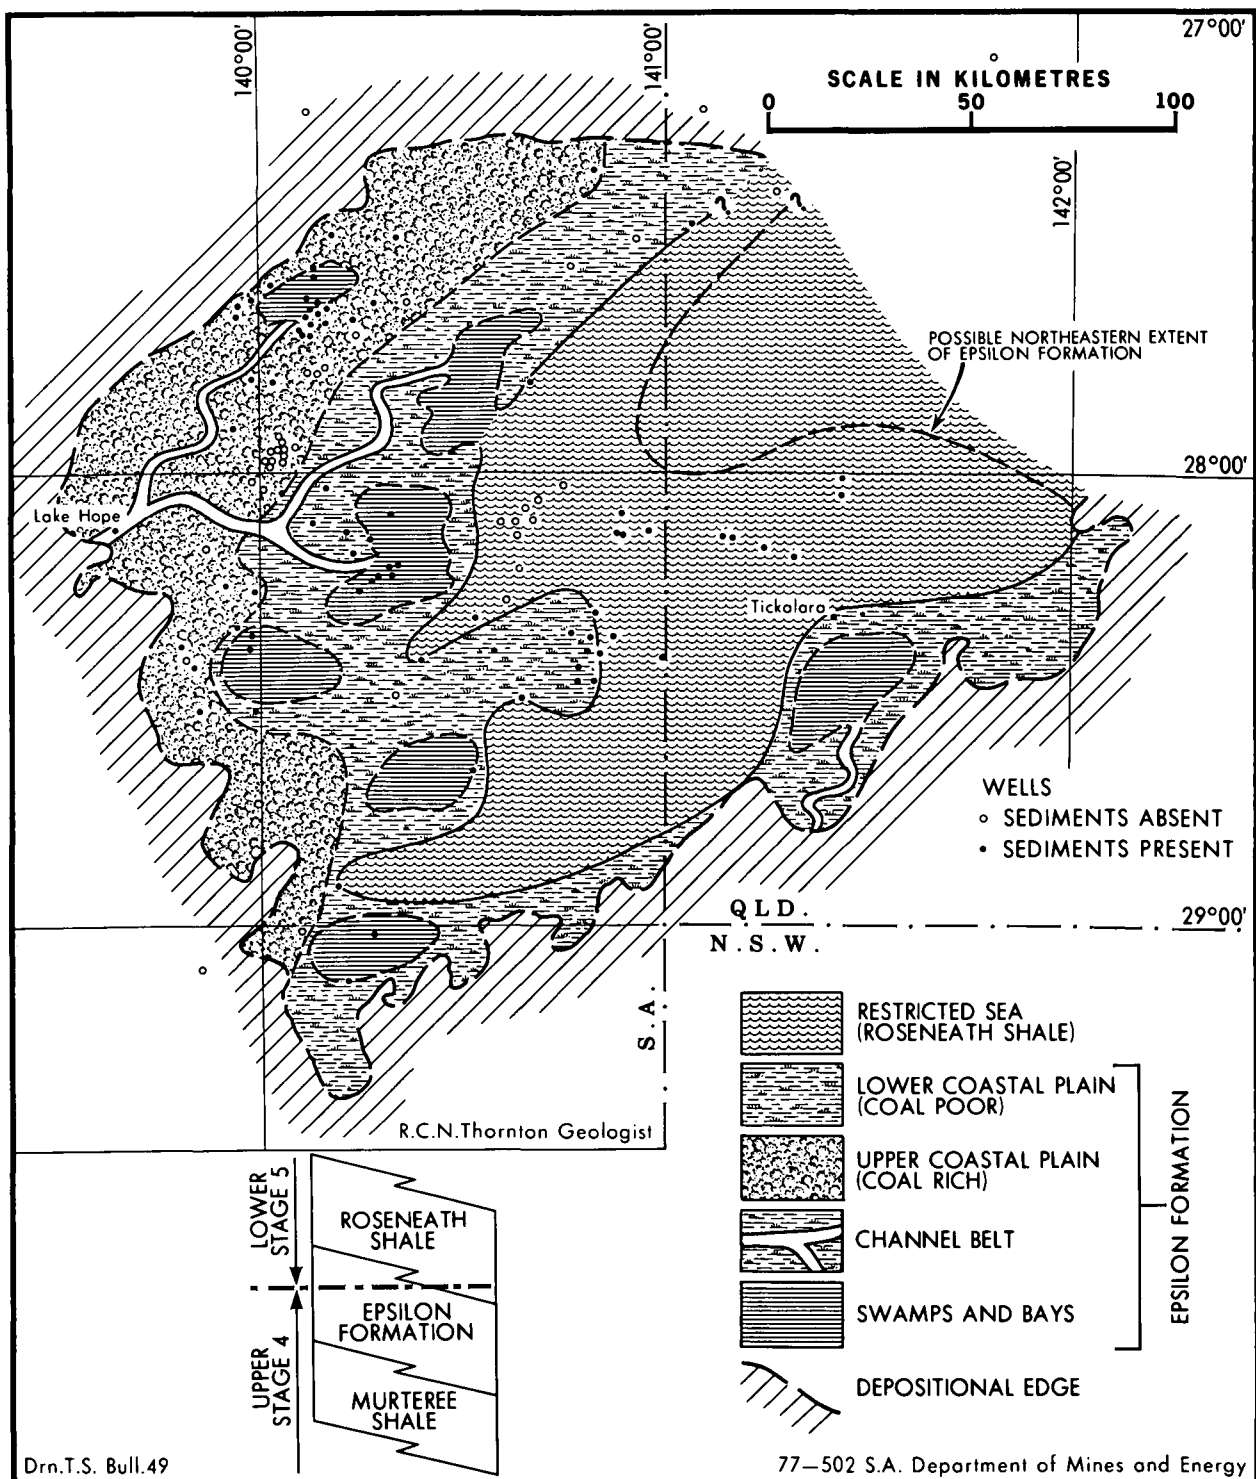 27°00'
140°00'
141°00'
SCALE IN KILOMETRES
0 50 100
142°00'
?
?
POSSIBLE NORTHEASTERN EXTENT
OF EPSILON FORMATION
28°00'
Lake Hope
Tickalara
WELLS
○ SEDIMENTS ABSENT
• SEDIMENTS PRESENT
QLD.
N.S.W.
29°00'
S.A.
RESTRICTED SEA
(ROSENEATH SHALE)
LOWER COASTAL PLAIN
(COAL POOR)
UPPER COASTAL PLAIN
(COAL RICH)
CHANNEL BELT
SWAMPS AND BAYS
EPSILON FORMATION
DEPOSITIONAL EDGE
R.C.N.Thornton Geologist
LOWER
STAGE 5
UPPER
STAGE 4
ROSENEATH
SHALE
EPSILON
FORMATION
MURTEREE
SHALE
Drn.T.S. Bull.49
77–502 S.A. Department of Mines and Energy